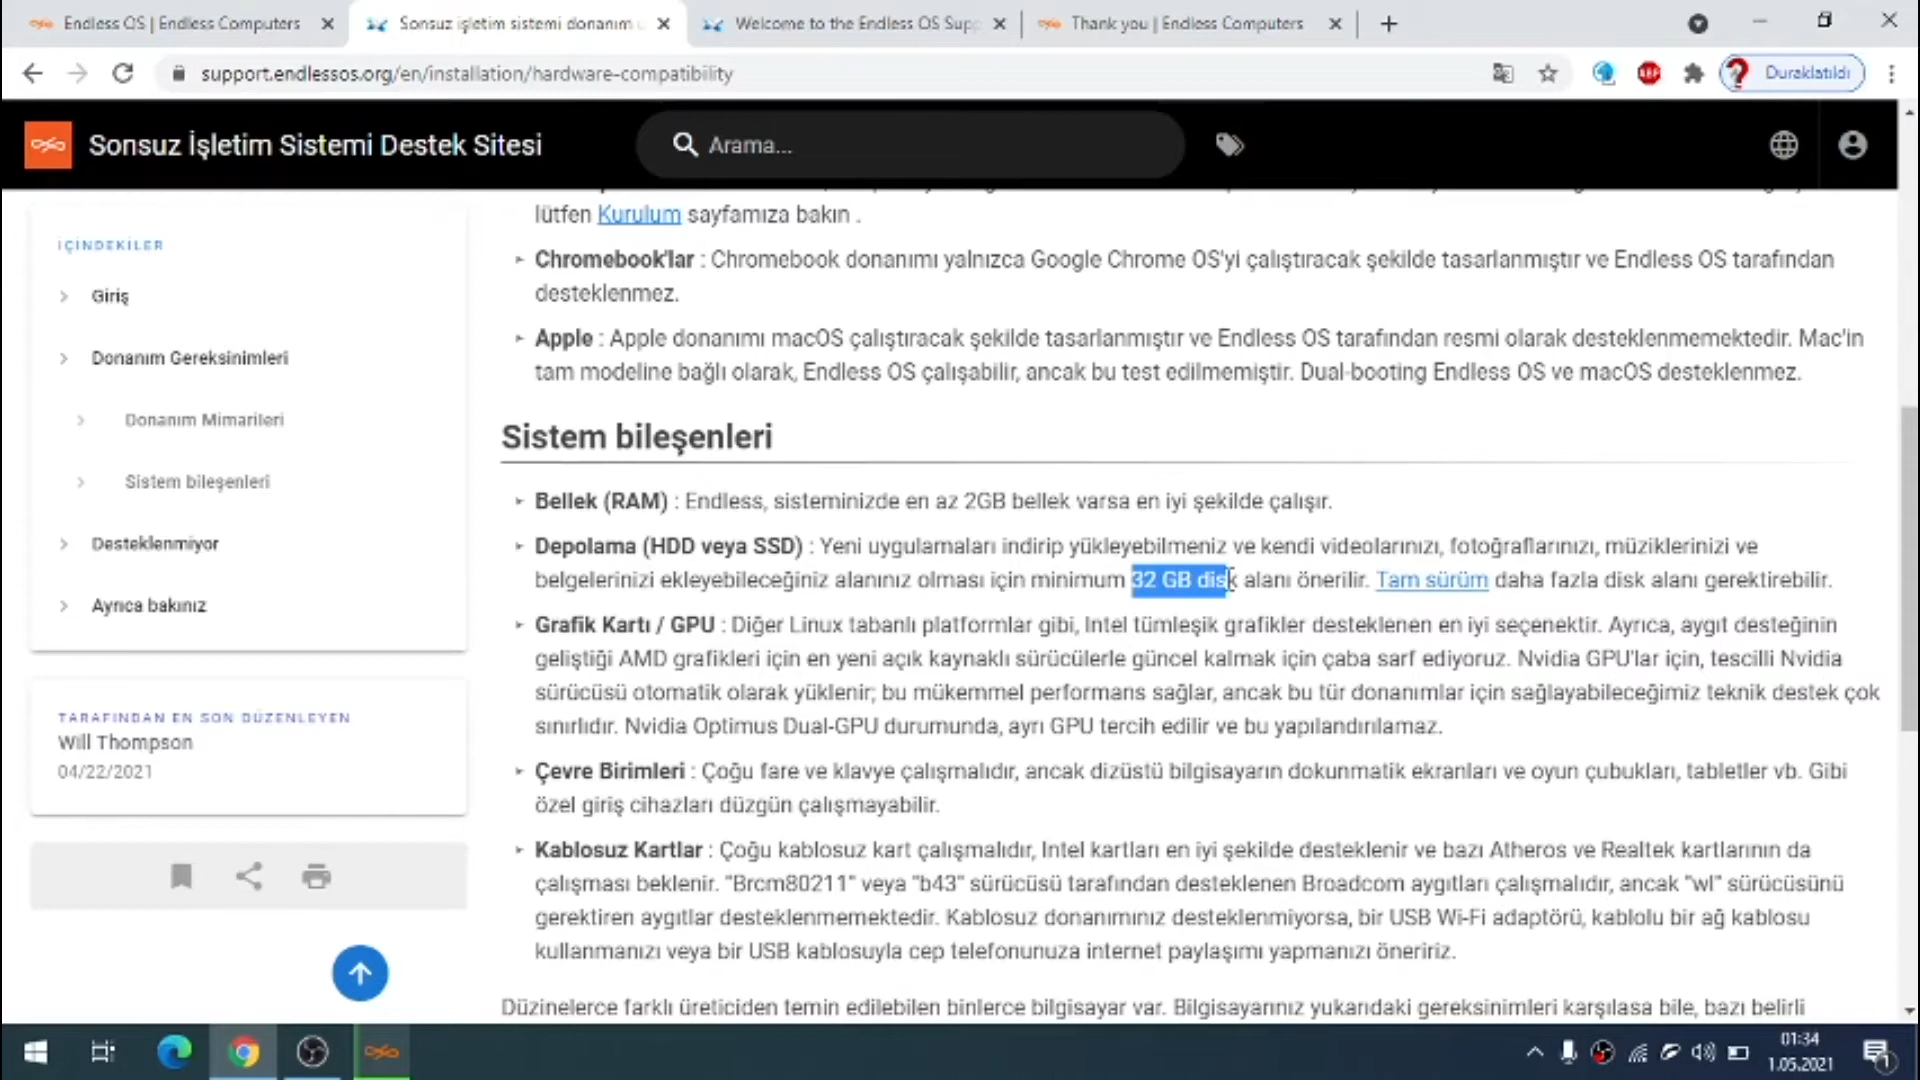 Endless OS | Endless Computers
Sonsuz işletim sistemi donanım u
Welcome to the Endless OS Supp
Thank you | Endless Computers
support.endlessos.org/en/installation/hardware-compatibility
ABP
Duraklatıldı
Sonsuz İşletim Sistemi Destek Sitesi
Arama...
lütfen Kurulum sayfamıza bakın .
İÇİNDEKİLER
Giriş
Donanım Gereksinimleri
Donanım Mimarileri
Sistem bileşenleri
Desteklenmiyor
Ayrıca bakınız
TARAFINDAN EN SON DÜZENLEYEN
Will Thompson
04/22/2021
Chromebook'lar : Chromebook donanımı yalnızca Google Chrome OS'yi çalıştıracak şekilde tasarlanmıştır ve Endless OS tarafından
desteklenmez.
Apple : Apple donanımı macOS çalıştıracak şekilde tasarlanmıştır ve Endless OS tarafından resmi olarak desteklenmemektedir. Mac'in
tam modeline bağlı olarak, Endless OS çalışabilir, ancak bu test edilmemiştir. Dual-booting Endless OS ve macOS desteklenmez.
Sistem bileşenleri
Bellek (RAM) : Endless, sisteminizde en az 2GB bellek varsa en iyi şekilde çalışır.
Depolama (HDD veya SSD) : Yeni uygulamaları indirip yükleyebilmeniz ve kendi videolarınızı, fotoğraflarınızı, müziklerinizi ve
belgelerinizi ekleyebileceğiniz alanınız olması için minimum 32 GB disk alanı önerilir. Tam sürüm daha fazla disk alanı gerektirebilir.
Grafik Kartı / GPU : Diğer Linux tabanlı platformlar gibi, Intel tümleşik grafikler desteklenen en iyi seçenektir. Ayrıca, aygıt desteğinin
geliştiği AMD grafikleri için en yeni açık kaynaklı sürücülerle güncel kalmak için çaba sarf ediyoruz. Nvidia GPU'lar için, tescilli Nvidia
sürücüsü otomatik olarak yüklenir; bu mükemmel performans sağlar, ancak bu tür donanımlar için sağlayabileceğimiz teknik destek çok
sınırlıdır. Nvidia Optimus Dual-GPU durumunda, ayrı GPU tercih edilir ve bu yapılandırılamaz.
Çevre Birimleri : Çoğu fare ve klavye çalışmalıdır, ancak dizüstü bilgisayarın dokunmatik ekranları ve oyun çubukları, tabletler vb. Gibi
özel giriş cihazları düzgün çalışmayabilir.
Kablosuz Kartlar : Çoğu kablosuz kart çalışmalıdır, Intel kartları en iyi şekilde desteklenir ve bazı Atheros ve Realtek kartlarının da
çalışması beklenir. "Brcm80211" veya "b43" sürücüsü tarafından desteklenen Broadcom aygıtları çalışmalıdır, ancak "wl" sürücüsünü
gerektiren aygıtlar desteklenmemektedir. Kablosuz donanımınız desteklenmiyorsa, bir USB Wi-Fi adaptörü, kablolu bir ağ kablosu
kullanmanızı veya bir USB kablosuyla cep telefonunuza internet paylaşımı yapmanızı öneririz.
Düzinelerce farklı üreticiden temin edilebilen binlerce bilgisayar var. Bilgisayarınız yukarıdaki gereksinimleri karşılasa bile, bazı belirli
01:34
1.05.2021
1